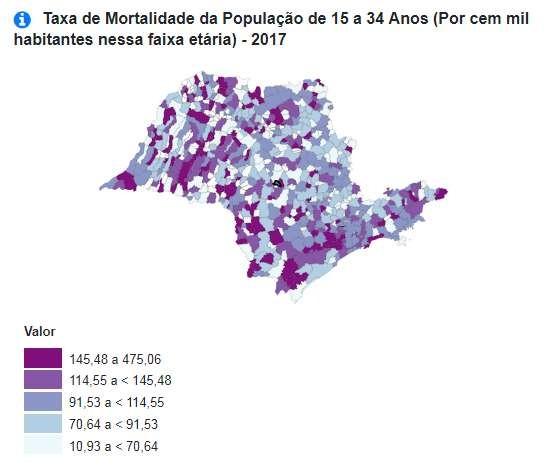 Taxa de Mortalidade da População de 15 a 34 Anos (Por cem mil
habitantes nessa faixa etária) - 2017
Valor
145,48 a 475,06
114,55 a < 145,48
91,53 a < 114,55
70,64 a < 91,53
10,93 a < 70,64